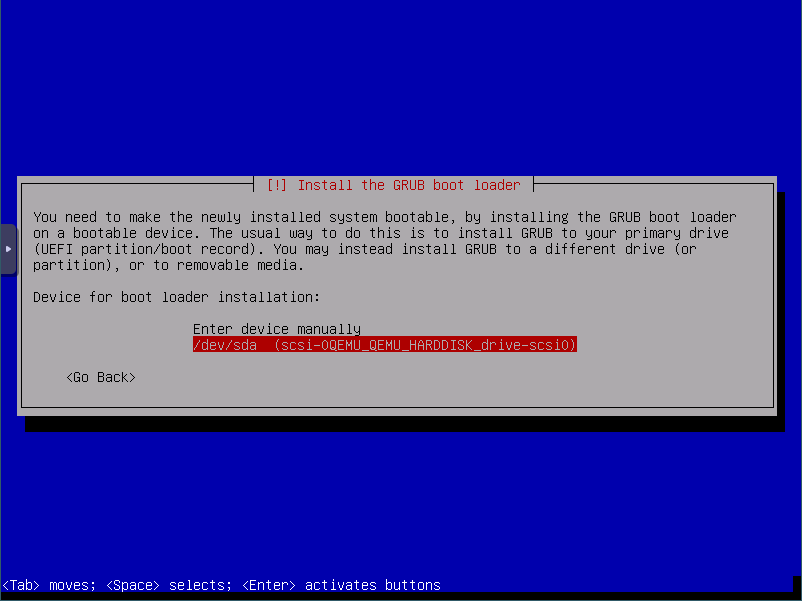 [!] Install the GRUB boot loader
You need to make the newly installed system bootable, by installing the GRUB boot loader
on a bootable device. The usual way to do this is to install GRUB to your primary drive
(UEFI partition/boot record). You may instead install GRUB to a different drive (or
partition), or to removable media.
Device for boot loader installation:
Enter device manually
/dev/sda  (scsi-0QEMU_QEMU_HARDDISK_drive-scsi0)
<Go Back>
<Tab> moves; <Space> selects; <Enter> activates buttons